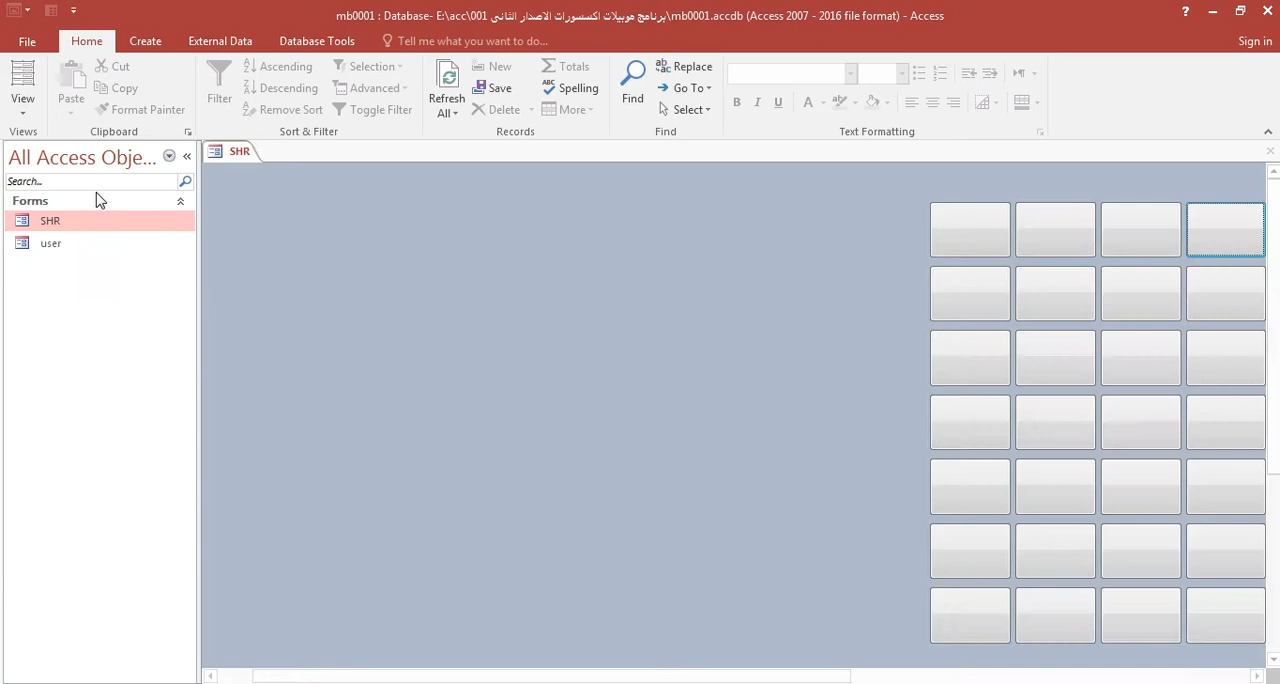 mb0001 : Database- E:\acc\001 برنامج موبيلات اكسسورات الاصدار الثانى\mb0001.accdb (Access 2007 - 2016 file format) - Access
File Home Create External Data Database Tools Tell me what you want to do... Sign in
View
Views
Paste
Cut
Copy
Format Painter
Clipboard
Filter
Ascending
Descending
Remove Sort
Selection
Advanced
Toggle Filter
Sort & Filter
Refresh
All
New
Save
Delete
Totals
Spelling
More
Records
Find
Replace
Go To
Select
Find
B I U A
Text Formatting
All Access Obje...
Search...
Forms
SHR
user
SHR